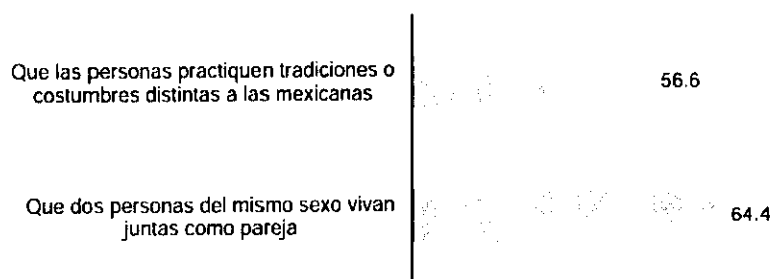 Que las personas practiquen tradiciones o
costumbres distintas a las mexicanas
56.6
Que dos personas del mismo sexo vivan
juntas como pareja
64.4